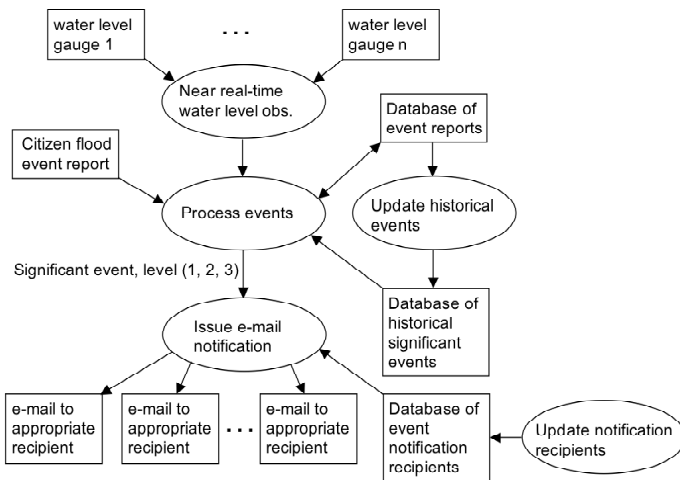 water level
gauge 1
. . .
water level
gauge n
Near real-time
water level obs.
Database of
event reports
Citizen flood
event report
Process events
Update historical
events
Significant event, level (1, 2, 3)
Database of
historical
significant
events
Issue e-mail
notification
e-mail to
appropriate
recipient
e-mail to
appropriate
recipient
. . .
e-mail to
appropriate
recipient
Database of
event
notification
recipients
Update notification
recipients